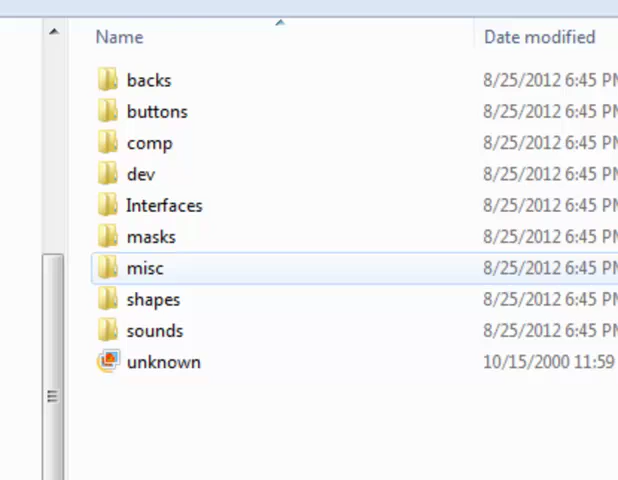 Name Date modified
backs 8/25/2012 6:45 PM
buttons 8/25/2012 6:45 PM
comp 8/25/2012 6:45 PM
dev 8/25/2012 6:45 PM
Interfaces 8/25/2012 6:45 PM
masks 8/25/2012 6:45 PM
misc 8/25/2012 6:45 PM
shapes 8/25/2012 6:45 PM
sounds 8/25/2012 6:45 PM
unknown 10/15/2000 11:59